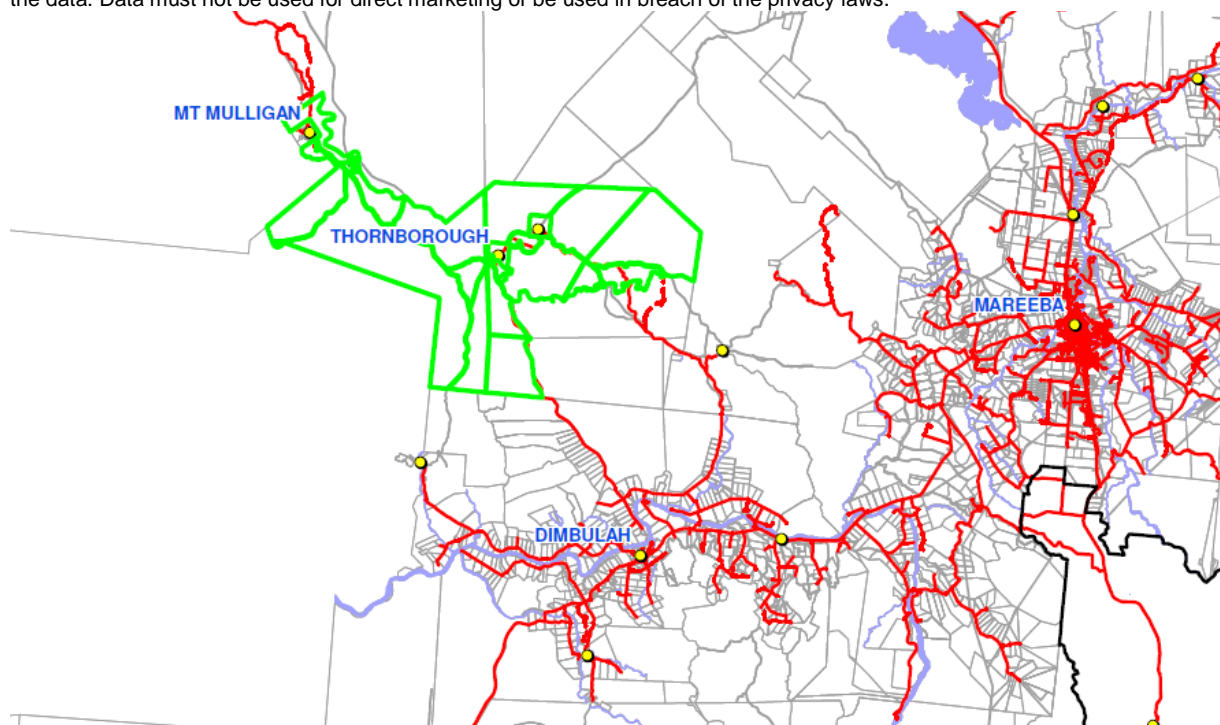 the data. Data must not be used for direct marketing or be used in breach of the privacy laws.
MT MULLIGAN
THORNBOROUGH
MAREEBA
DIMBULAH